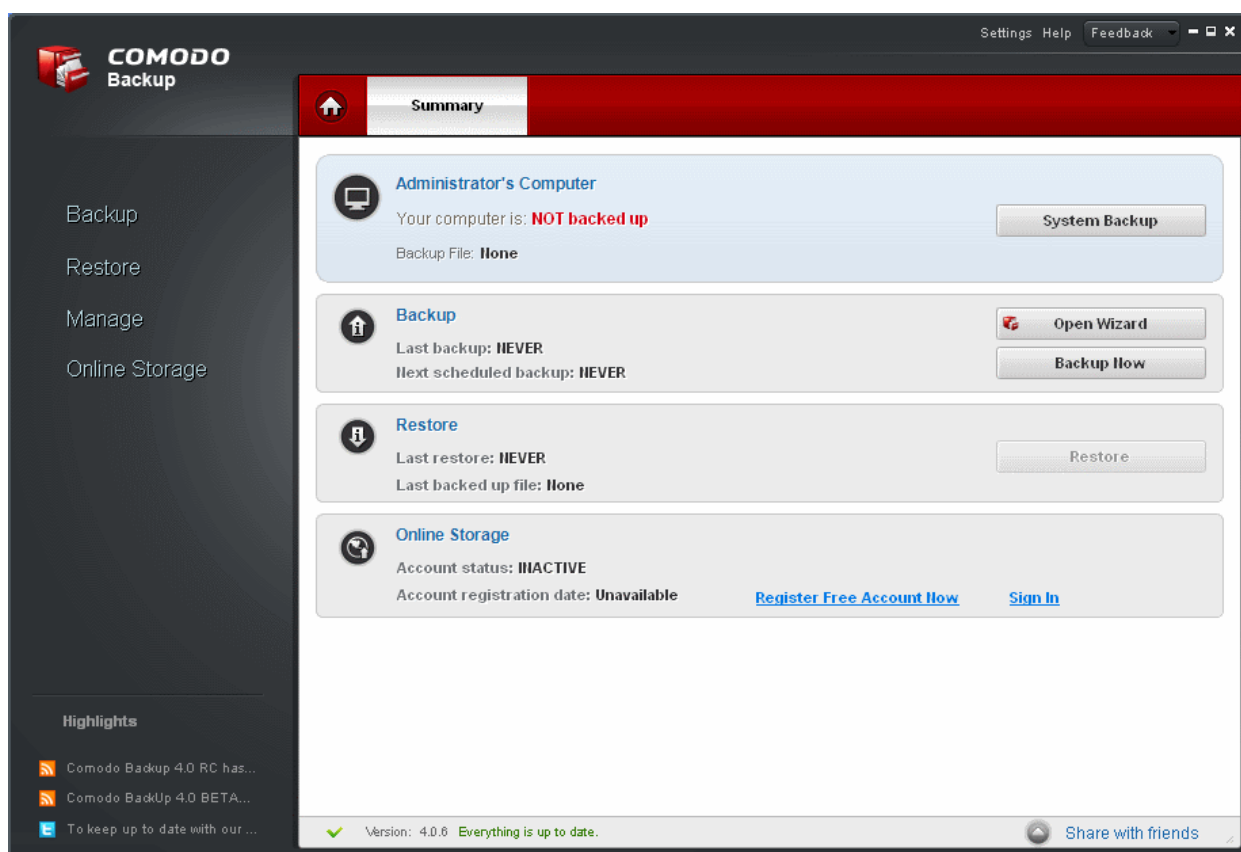 Settings Help Feedback
COMODO
Backup
Summary
Backup
Restore
Manage
Online Storage
Administrator's Computer
Your computer is: NOT backed up
System Backup
Backup File: None
Backup
Open Wizard
Last backup: NEVER
Backup Now
Next scheduled backup: NEVER
Restore
Last restore: NEVER
Restore
Last backed up file: None
Online Storage
Account status: INACTIVE
Account registration date: Unavailable
Register Free Account Now
Sign In
Highlights
Comodo Backup 4.0 RC has...
Comodo BackUp 4.0 BETA...
To keep up to date with our ...
Version: 4.0.6 Everything is up to date.
Share with friends